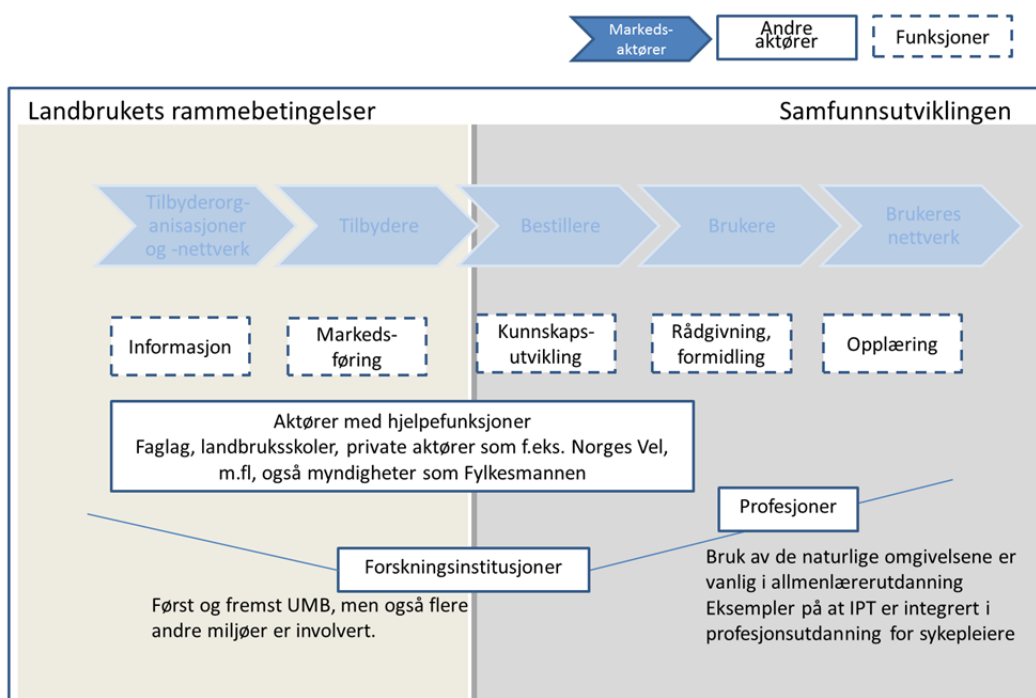 Markeds-
aktører
Andre
aktører
Funksjoner
Landbrukets rammebetingelser
Samfunnsutviklingen
Tilbyderorg-
anisasjoner
og -nettverk
Tilbydere
Bestillere
Brukere
Brukeres
nettverk
Informasjon
Markeds-
føring
Kunnskaps-
utvikling
Rådgivning,
formidling
Opplæring
Aktører med hjelpefunksjoner
Faglag, landbruksskoler, private aktører som f.eks. Norges Vel,
m.fl, også myndigheter som Fylkesmannen
Profesjoner
Forskningsinstitusjoner
Bruk av de naturlige omgivelsene er
vanlig i allmenlærerutdanning
Eksempler på at IPT er integrert i
profesjonsutdanning for sykepleiere
Først og fremst UMB, men også flere
andre miljøer er involvert.